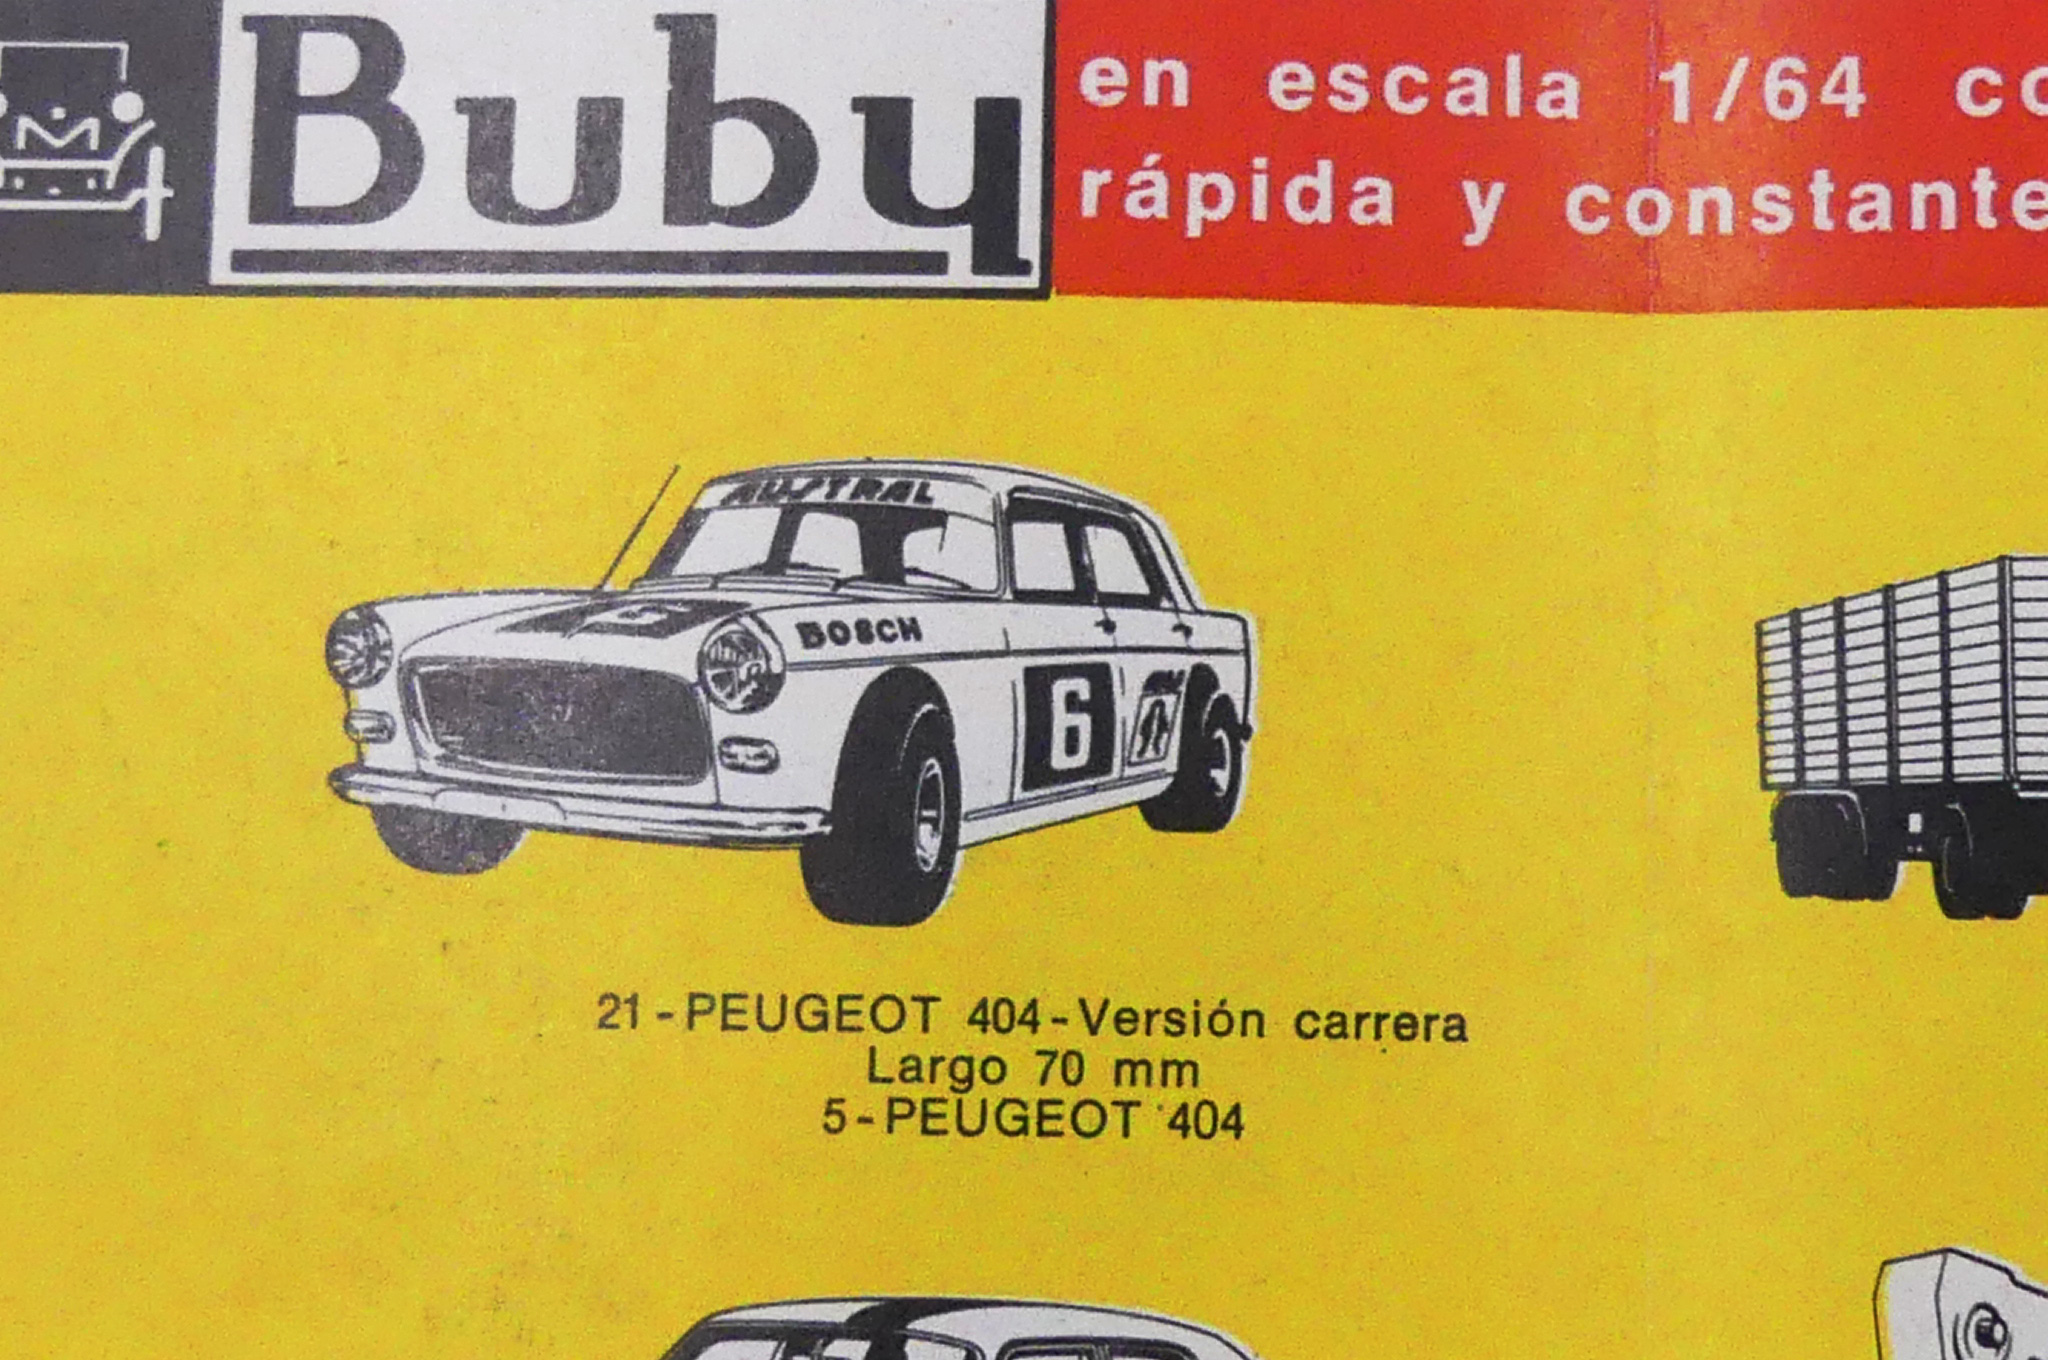 Buby
en escala 1/64
rápida y constante
AUSTRAL
6
BOSCH
6
21-PEUGEOT 404-Versión carrera
Largo 70 mm
5-PEUGEOT 404